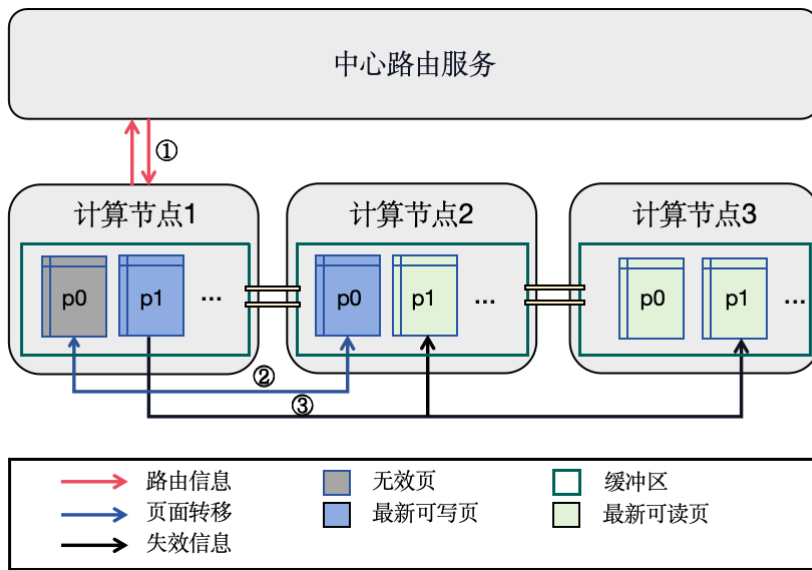 中心路由服务
①
计算节点1
计算节点2
计算节点3
p0
p1
...
p0
p1
...
p0
p1
...
②
③
路由信息
无效页
缓冲区
页面转移
最新可写页
最新可读页
失效信息